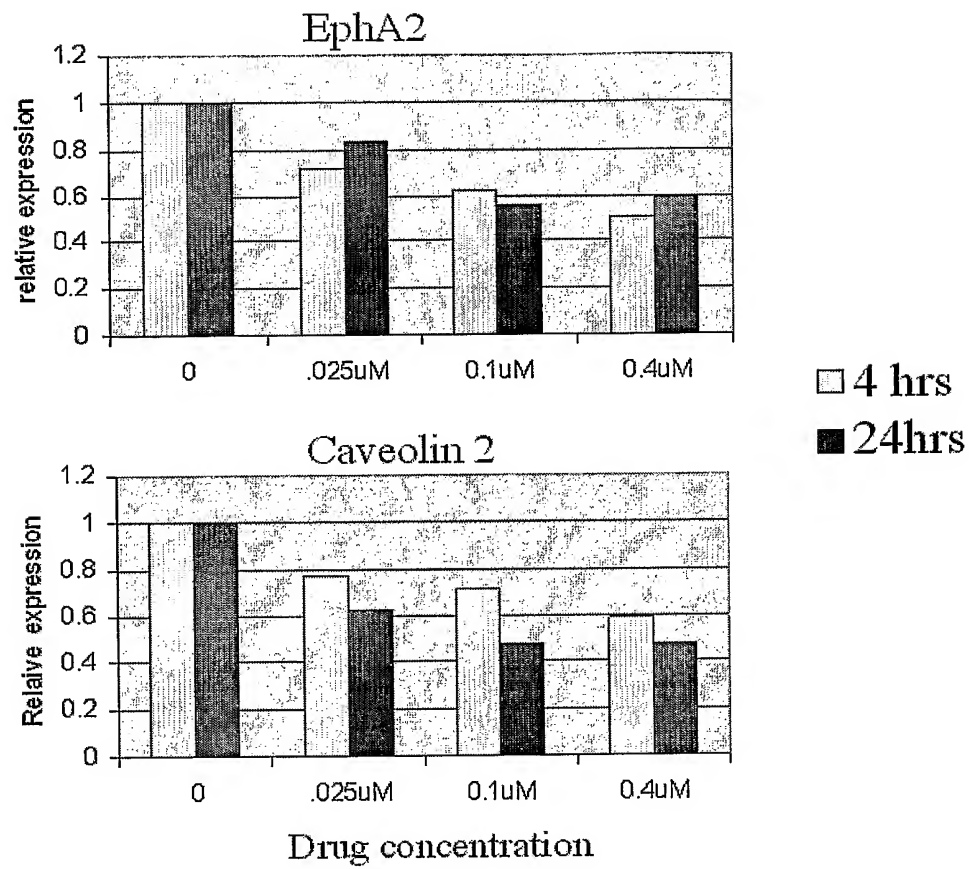 EphA2
relative expression
1.2
1
0.8
0.6
0.4
0.2
0
0
.025uM
0.1uM
0.4uM
4 hrs
24hrs
Caveolin 2
Relaive expression
1.2
1
0.8
0.6
0.4
0.2
0
0
.025uM
0.1uM
0.4uM
Drug concentration